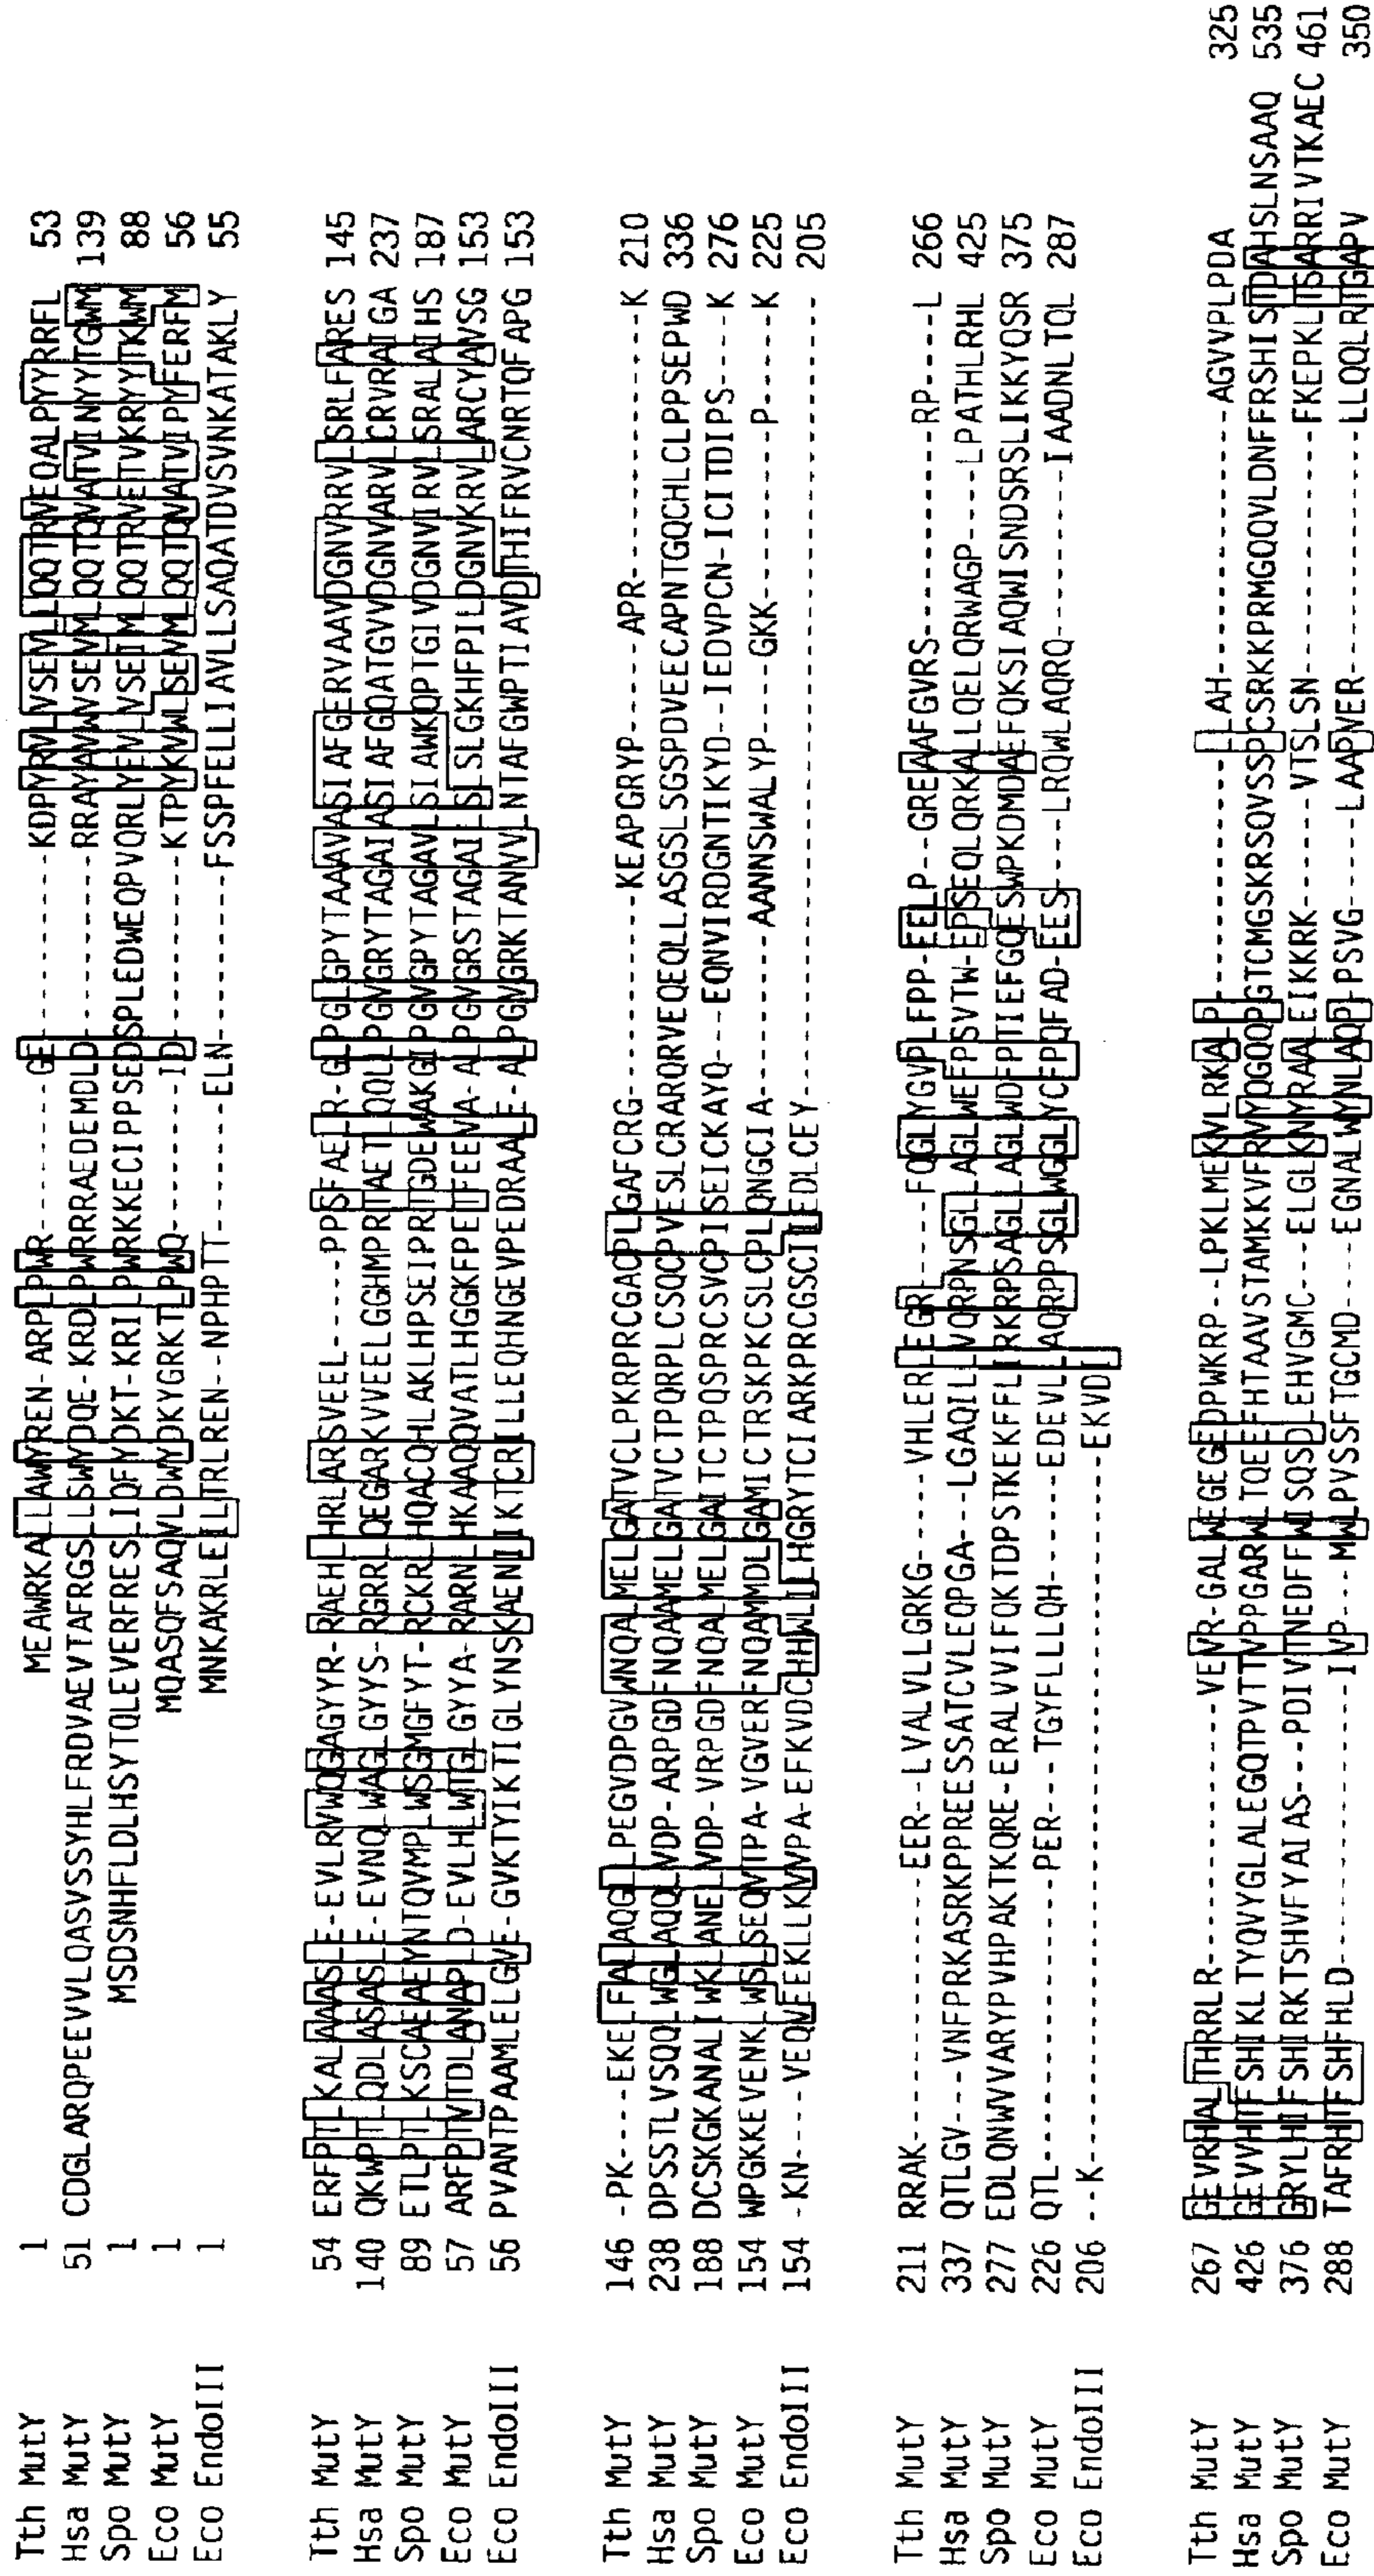 Tth MutY 1 MEAWRKALLAWYREN-ARPLPWR--------GE---------KDPYRVLVSEVLLQQTRVEQALPYYRRFL 53
Hsa MutY 51 CDGLARQPEEVVLQASVSSYHLFRDVAEVTAFRGSLLSWYDQE-KRDLPWRRRAEDEMDLD---------RRAYAVWVSEVMLQQTQVATVINYYTGWM 139
Spo MutY 1 MSDSNHFLDLHSYTQLEVERFRESLIQFYDKT-KRILPWRKKECIPPSEDSPLEDWEQPVQRLYEVLVSEIMLQQTRVETVKRYYTKWM 88
Eco MutY 1 MQASQFSAQVLDWYDKYGRKTLPWQ--------ID---------KTPYKVWLSEVMLQQTQVATVIPYFERFM 56
Eco EndoIII 1 MNKAKRLEILTRLREN--NPHPTT--------ELN---------FSSPFELLIAVLLSAQATDVSVNKATAKLY 55
Tth MutY 54 ERFPTLKALAAASLE-EVLRVWQGAGYYR-RAEHLHRLARSVEEL----PPSFAELR-GLPGLGPYTAAAVASIAFGERVAAVDGNVRRVLSRLFARES 145
Hsa MutY 140 QKWPTLQDLASASLE-EVNQLWAGLGYYS-RGRRLQEGARKVVEELGGHMPRTAETLQQLLPGVGRYTAGAIASIAFGQATGVVDGNVARVLCRVRAIGA 237
Spo MutY 89 ETLPTLKSCAEAEYNTQVMPLWSGMGFYT-RCKRLHQACQHLAKLHPSEIPRTGDEWAKGIPGVGPYTAGAVLSIAWKQPTGIVDGNVIRVLSRALAIHS 187
Eco MutY 57 ARFPTVTDLANAPLD-EVLHLWTGLGYYA-RARNLHKAAQQVATLHGGKFPETFEEVA-ALPGVGRSTAGAILSLSLGKHFPILDGNVKRVLARCYAVSG 153
Eco EndoIII 56 PVANTPAAMLELGVE-GVKTYIKTIGLYNSKAENIIKTCRILLEQHNGEVPEDRAALE-ALPGVGRKTANVVLNTAFGWPTIAVDTHIFRVCNRTQFAPG 153
Tth MutY 146 -PK----EKELFALAQGLLPEGVDPGVWNQALMELGATVCLPKRPRCGACPLGAFCRG-----------KEAPGRYP----APR------------K 210
Hsa MutY 238 DPSSTLVSQQLWGLAQQLVDP-ARPGDFNQAAMELGATVCTPQRPLCSQCPVESLCRARQRVEQEQLLASGSLSGSPDVEECAPNTGQCHLCLPPSEPWD 336
Spo MutY 188 DCSKGKANALIWKLANELVDP-VRPGDFNQALMELGAITCTPQSPRCSVCPISEICKAYQ---EQNVIRDGNTIKYD--IEDVPCN-ICITDIPS----K 276
Eco MutY 154 WPGKKEVENKLWSLSEQVTPA-VGVERFNQAMMDLGAMICTRSKPKCSLCPLQNGCIA---------AANNSWALYP----GKK--------P-----K 225
Eco EndoIII 154 -KN----VEQVEEKLLKVVPA-EFKVDCHHWLILHGRYTCIARKPRCGSCIIEDLCEY--------------------------------- 205
Tth MutY 211 RRAK--------------EER--LVALVLLGRKG-----VHLERLEGRL----FQGLYGVPLFPP-EELP--GREAAFGVRS---------RP----L 266
Hsa MutY 337 QTLGV---VNFPRKASRKPPREESSATCVLEQPGA---LGAQILLVQRPNSGLLAGLWEFPSVTW-EPSEQLQRKALLQELQRWAGP----LPATHLRHL 425
Spo MutY 277 EDLQNWVVARYPVHPAKTKQRE-ERALVVIFQKTDPSTKEKFFLIRKRPSAGLLAGLWDFPTIEFGQESWPKDMDAEFQKSIAQWISNDSRSLIKKYQSR 375
Eco MutY 226 QTL---------------PER---TGYFLLLQH-----EDEVLLAQRPPSGLWGGLYCFPQFAD-EES-----LRQWLAQRQ---------IAADNLTQL 287
Eco EndoIII 206 --K-----------------------------------EKVDI
Tth MutY 267 GEVRHALTHRRLR-----------VEVR-GALWEGEGEDPWKRP--LPKLMEKVLRKALP-----------LAH-------------AGVVPLPDA 325
Hsa MutY 426 GEVVHTFSHIKLTYQVYGLALEGQTPVTTVPPGARWLTQEEFHTAAVSTAMKKVFRVYQGQQPGTCMGSKRSQVSSPCSRKKPRMGQQVLDNFFRSHISTDAHSLNSAAQ 535
Spo MutY 376 GRYLHIFSHIRKTSHVFYAIAS---PDIVTNEDFFWISQSDLEHVGMC---ELGLKNYRAALEIKKRK------VTSLSN--------------FKEPKLTSARRIVTKAEC 461
Eco MutY 288 TAFRHTFSHFHLD-----------IVP---MWLPVSSFTGCMD---EGNALWYNLAQPPSVG----LAAPVER--------------LLQQLRTGAPV 350